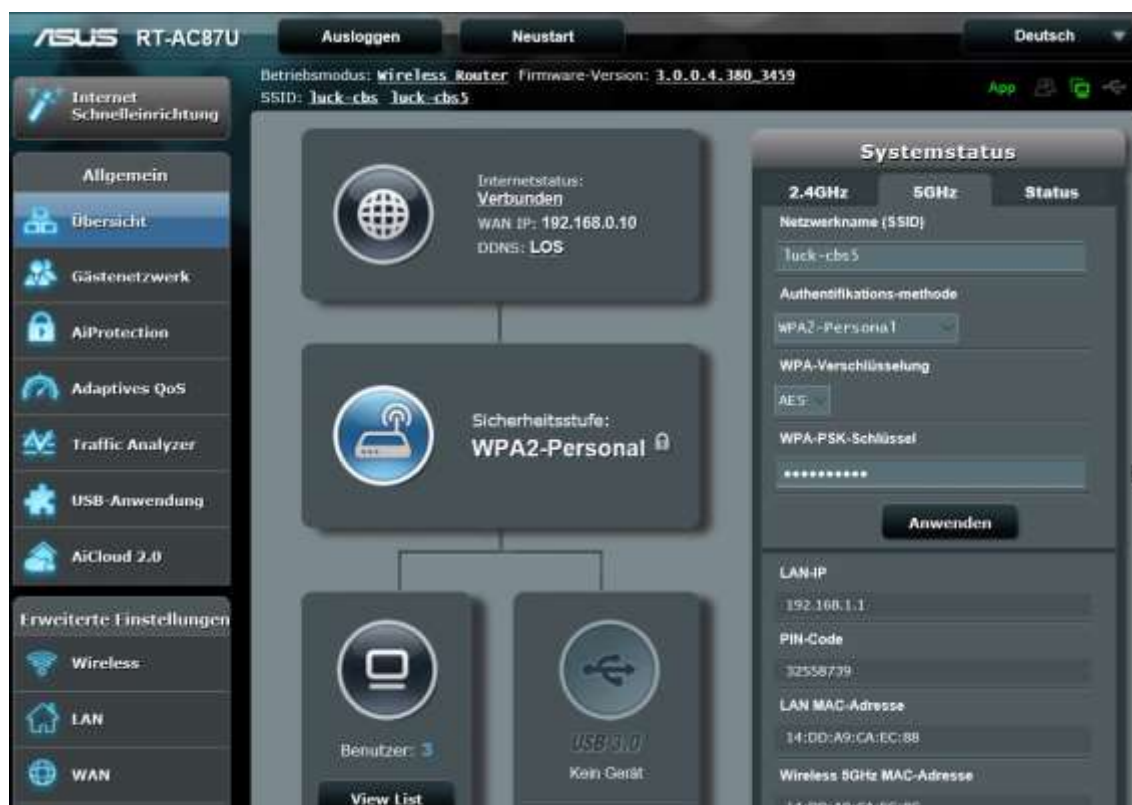 ASUS RT-AC87U
Ausloggen
Neustart
Deutsch
Betriebsmodus: Wireless Router Firmware-Version: 3.0.0.4.380_3459
SSID: luck-cbs luck-cbs5
App
Internet
Schnelleinrichtung
Allgemein
Übersicht
Gästenetzwerk
AiProtection
Adaptives QoS
Traffic Analyzer
USB-Anwendung
AiCloud 2.0
Erweiterte Einstellungen
Wireless
LAN
WAN
Internetstatus:
Verbunden
WAN IP: 192.168.0.10
DDNS: LOS
Sicherheitsstufe:
WPA2-Personal
Benutzer: 3
View List
USB 3.0
Kein Gerät
Systemstatus
2.4GHz
5GHz
Status
Netzwerkname (SSID)
luck-cbs5
Authentifikations-methode
WPA2-Personal
WPA-Verschlüsselung
AES
WPA-PSK-Schlüssel
••••••••••
Anwenden
LAN-IP
192.168.1.1
PIN-Code
32558739
LAN MAC-Adresse
14:DD:A9:CA:EC:88
Wireless 5GHz MAC-Adresse